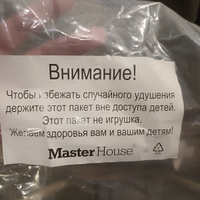 Внимание!
Чтобы избежать случайного удушения
держите этот пакет вне доступа детей.
Этот пакет не игрушка.
Желаем здоровья вам и вашим детям!
Master House®